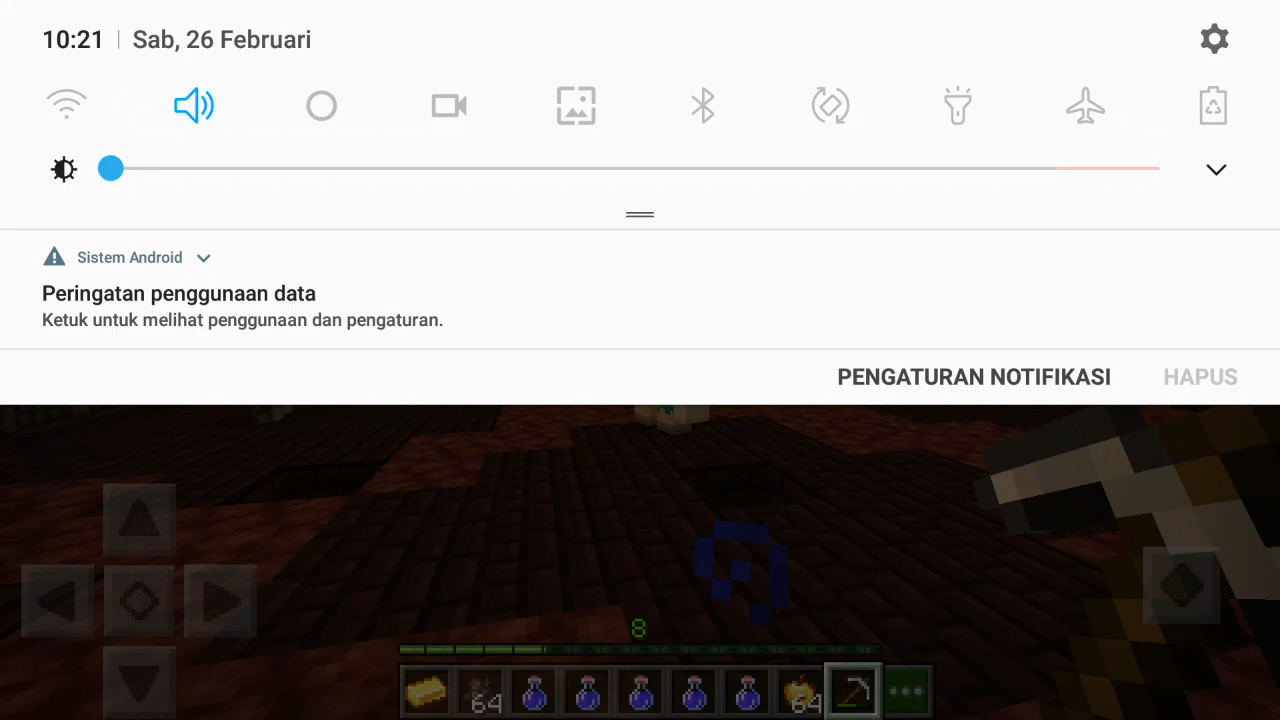 10:21 | Sab, 26 Februari
Sistem Android
Peringatan penggunaan data
Ketuk untuk melihat penggunaan dan pengaturan.
PENGATURAN NOTIFIKASI HAPUS
8
64 64